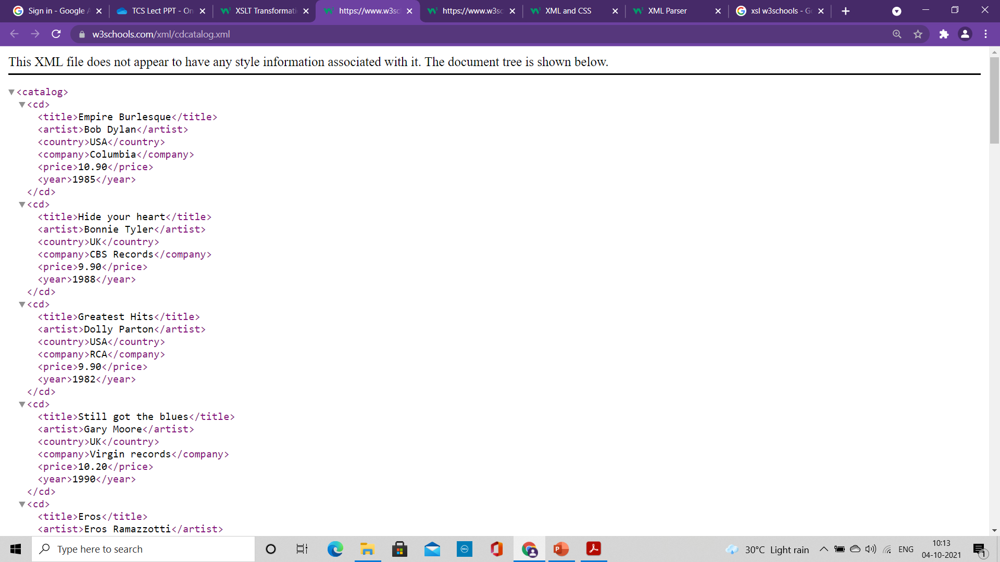 Sign in - Google A
TCS Lect PPT - On
XSLT Transformati
https://www.w3sc
https://www.w3sc
XML and CSS
XML Parser
xsl w3schools - Go
w3schools.com/xml/cdcatalog.xml
This XML file does not appear to have any style information associated with it. The document tree is shown below.
<catalog>
<cd>
<title>Empire Burlesque</title>
<artist>Bob Dylan</artist>
<country>USA</country>
<company>Columbia</company>
<price>10.90</price>
<year>1985</year>
</cd>
<cd>
<title>Hide your heart</title>
<artist>Bonnie Tyler</artist>
<country>UK</country>
<company>CBS Records</company>
<price>9.90</price>
<year>1988</year>
</cd>
<cd>
<title>Greatest Hits</title>
<artist>Dolly Parton</artist>
<country>USA</country>
<company>RCA</company>
<price>9.90</price>
<year>1982</year>
</cd>
<cd>
<title>Still got the blues</title>
<artist>Gary Moore</artist>
<country>UK</country>
<company>Virgin records</company>
<price>10.20</price>
<year>1990</year>
</cd>
<cd>
<title>Eros</title>
<artist>Eros Ramazzotti</artist>
Type here to search
30°C Light rain
ENG
10:13
04-10-2021
1